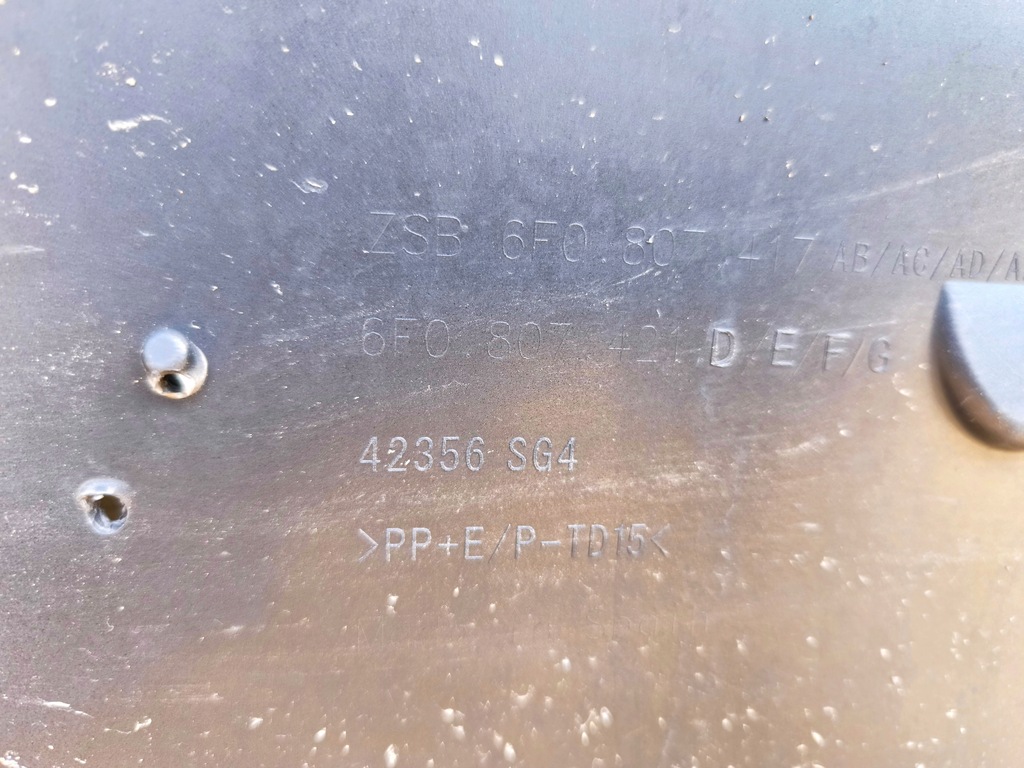 ZSB 6F0 807 417 AB/AC/AD/A
6F0 807 421 D/E/F/G
42356 SG4
>PP+E/P-TD15<